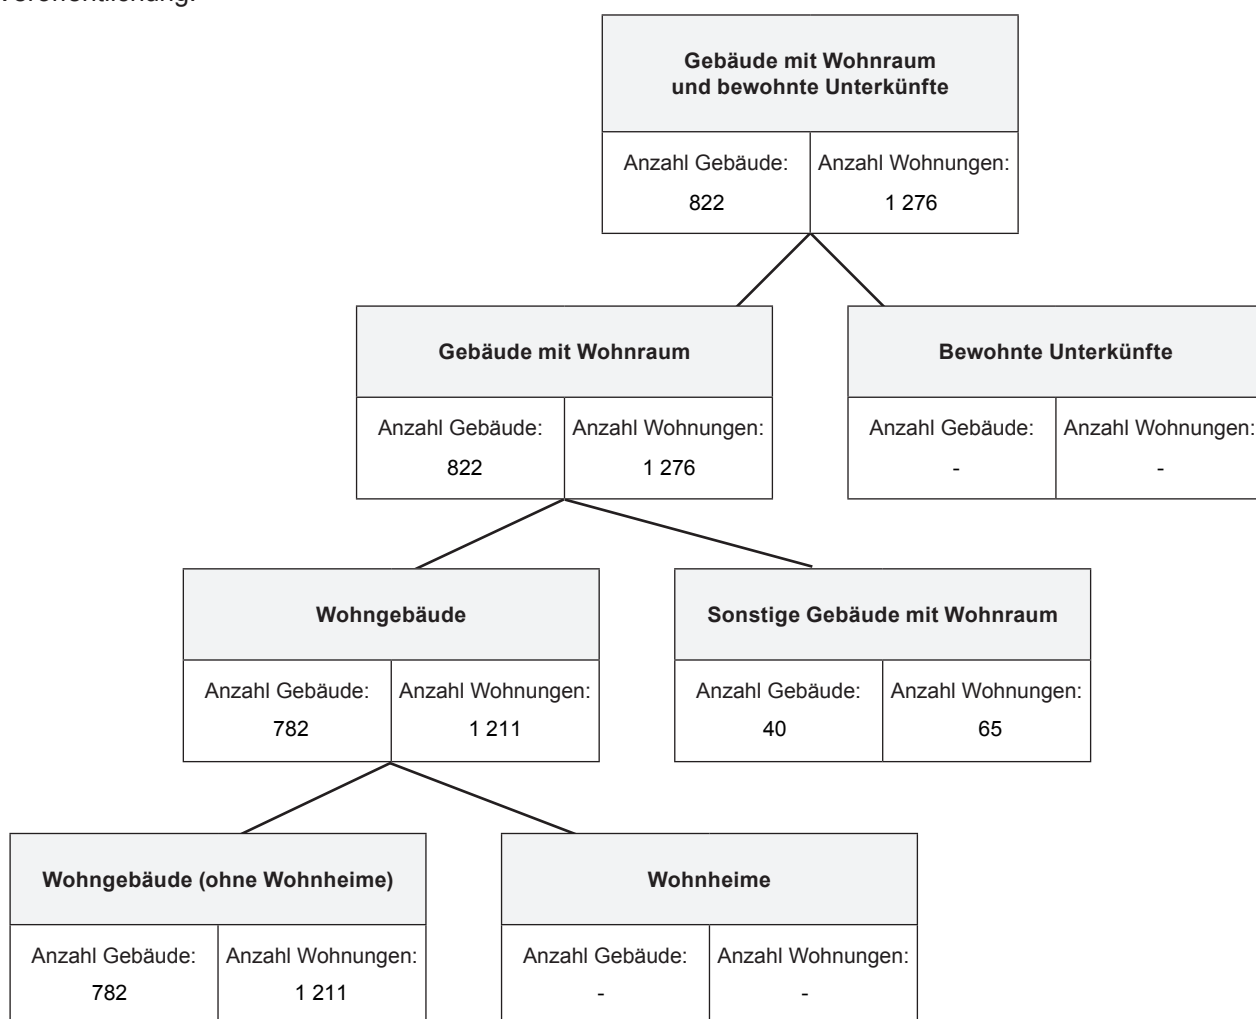 Veröffentlichung.
Gebäude mit Wohnraum
und bewohnte Unterkünfte
Anzahl Gebäude: Anzahl Wohnungen:
822 1 276
Gebäude mit Wohnraum Bewohnte Unterkünfte
Anzahl Gebäude: Anzahl Wohnungen: Anzahl Gebäude: Anzahl Wohnungen:
822 1 276 - -
Wohngebäude Sonstige Gebäude mit Wohnraum
Anzahl Gebäude: Anzahl Wohnungen: Anzahl Gebäude: Anzahl Wohnungen:
782 1 211 40 65
Wohngebäude (ohne Wohnheime) Wohnheime
Anzahl Gebäude: Anzahl Wohnungen: Anzahl Gebäude: Anzahl Wohnungen:
782 1 211 - -